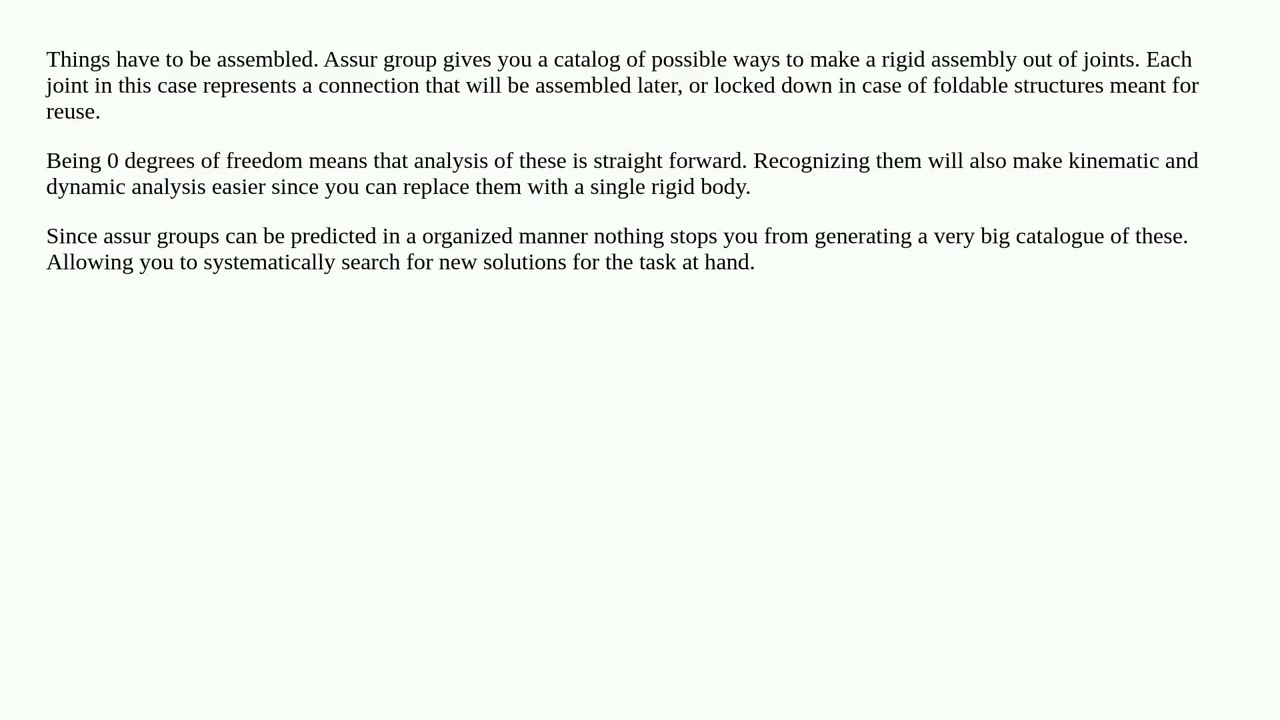 Things have to be assembled. Assur group gives you a catalog of possible ways to make a rigid assembly out of joints. Each
joint in this case represents a connection that will be assembled later, or locked down in case of foldable structures meant for
reuse.
Being 0 degrees of freedom means that analysis of these is straight forward. Recognizing them will also make kinematic and
dynamic analysis easier since you can replace them with a single rigid body.
Since assur groups can be predicted in a organized manner nothing stops you from generating a very big catalogue of these.
Allowing you to systematically search for new solutions for the task at hand.